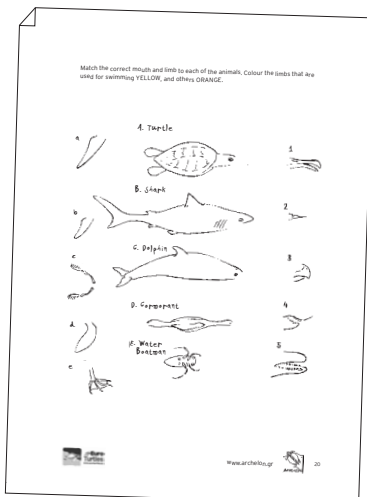 Match the correct mouth and limb to each of the animals. Colour the limbs that are
used for swimming YELLOW, and others ORANGE.
A. Turtle
a
1
B. Shark
b
2
C. Dolphin
c
3
D. Cormorant
d
4
E. Water
Boatman
e
5
www.archelon.gr
20